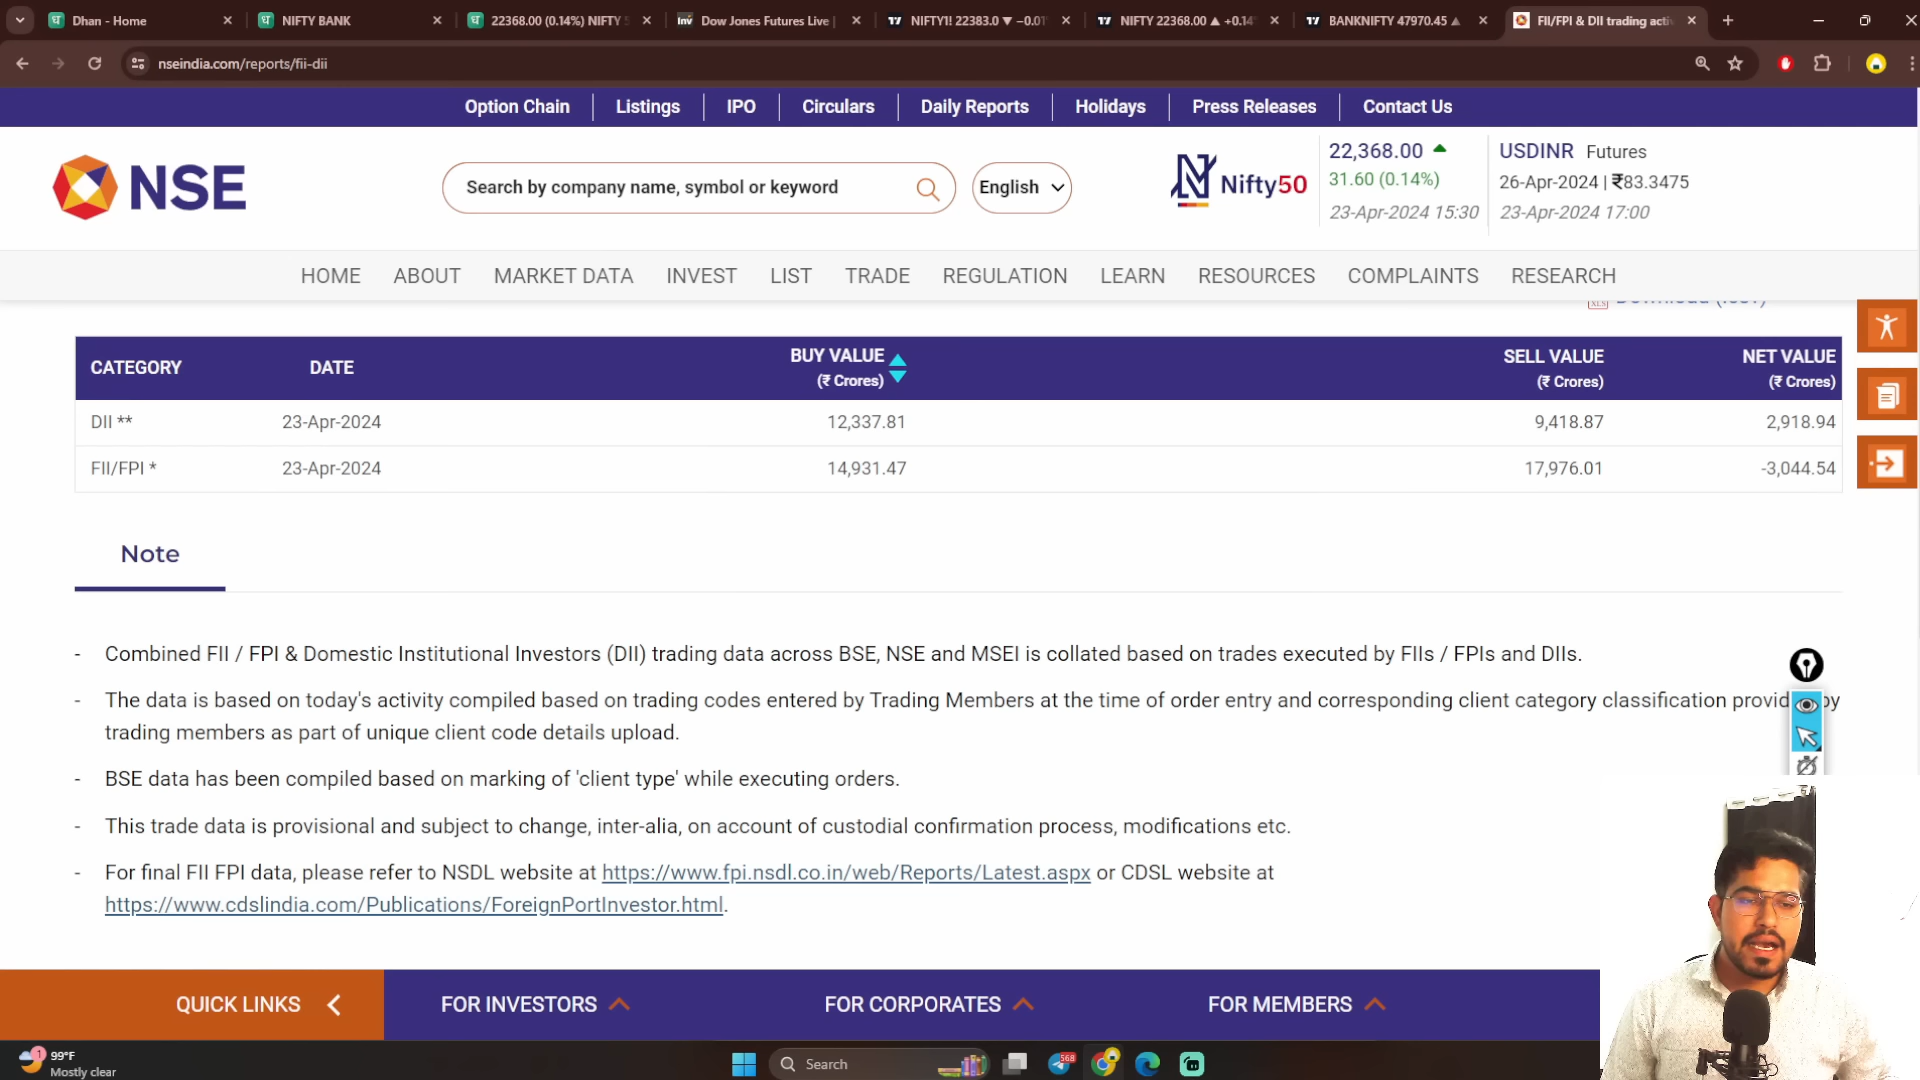 Dhan - Home
NIFTY BANK
22368.00 (0.14%) NIFTY
Dow Jones Futures Live |
NIFTY1! 22383.0 ▼ −0.01
NIFTY 22368.00 ▲ +0.14
BANKNIFTY 47970.45 ▲
FII/FPI & DII trading acti
nseindia.com/reports/fii-dii
Option Chain
Listings
IPO
Circulars
Daily Reports
Holidays
Press Releases
Contact Us
NSE
Search by company name, symbol or keyword
English
Nifty50
22,368.00
31.60 (0.14%)
23-Apr-2024 15:30
USDINR Futures
26-Apr-2024 | ₹83.3475
23-Apr-2024 17:00
HOME ABOUT MARKET DATA INVEST LIST TRADE REGULATION LEARN RESOURCES COMPLAINTS RESEARCH
CATEGORY DATE BUY VALUE (₹ Crores) SELL VALUE (₹ Crores) NET VALUE (₹ Crores)
DII ** 23-Apr-2024 12,337.81 9,418.87 2,918.94
FII/FPI * 23-Apr-2024 14,931.47 17,976.01 -3,044.54
Note
- Combined FII / FPI & Domestic Institutional Investors (DII) trading data across BSE, NSE and MSEI is collated based on trades executed by FIIs / FPIs and DIIs.
- The data is based on today's activity compiled based on trading codes entered by Trading Members at the time of order entry and corresponding client category classification provid by
trading members as part of unique client code details upload.
- BSE data has been compiled based on marking of 'client type' while executing orders.
- This trade data is provisional and subject to change, inter-alia, on account of custodial confirmation process, modifications etc.
- For final FII FPI data, please refer to NSDL website at https://www.fpi.nsdl.co.in/web/Reports/Latest.aspx or CDSL website at
https://www.cdslindia.com/Publications/ForeignPortInvestor.html.
QUICK LINKS
FOR INVESTORS
FOR CORPORATES
FOR MEMBERS
1
99°F
Mostly clear
Search
568